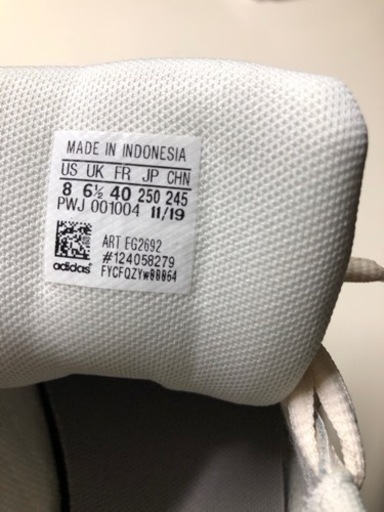 MADE IN INDONESIA
US UK FR JP CHN
8 6½ 40 250 245
PWJ 001004 11/19
ART EG2692
#124058279
adidas FYCFQZYw00064